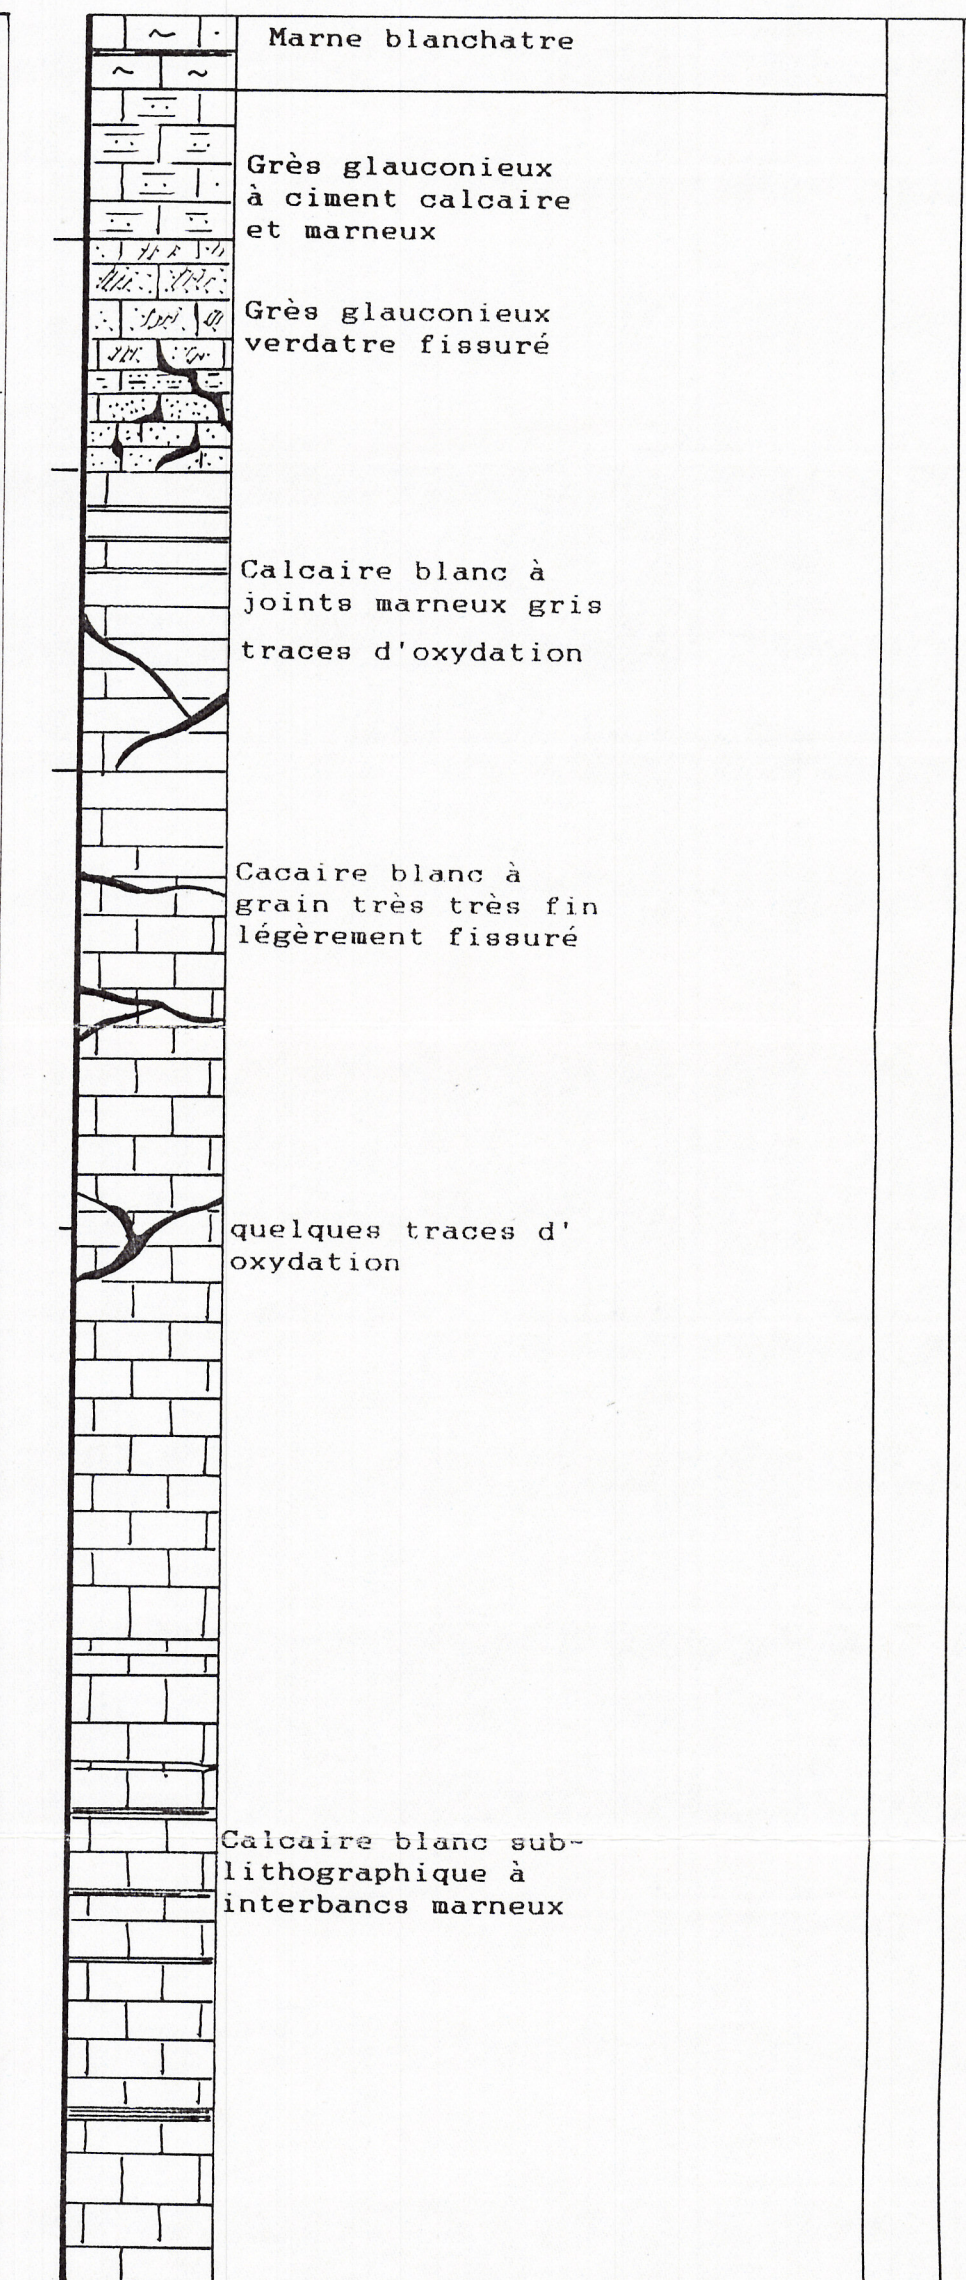 Marne blanchatre
Grès glauconieux
à ciment calcaire
et marneux
Grès glauconieux
verdatre fissuré
Calcaire blanc à
joints marneux gris
traces d'oxydation
Cacaire blanc à
grain très très fin
légèrement fissuré
quelques traces d'
oxydation
Calcaire blanc sub-
lithographique à
interbancs marneux